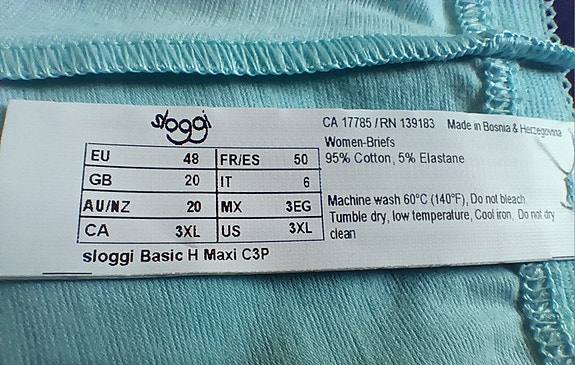 sloggi
EU 48 FR/ES 50
GB 20 IT 6
AU/NZ 20 MX 3EG
CA 3XL US 3XL
sloggi Basic H Maxi C3P
CA 17785 / RN 139183 Made in Bosnia & Herzegovina
Women-Briefs
95% Cotton, 5% Elastane
Machine wash 60°C (140°F), Do not bleach,
Tumble dry, low temperature, Cool iron, Do not dry
clean